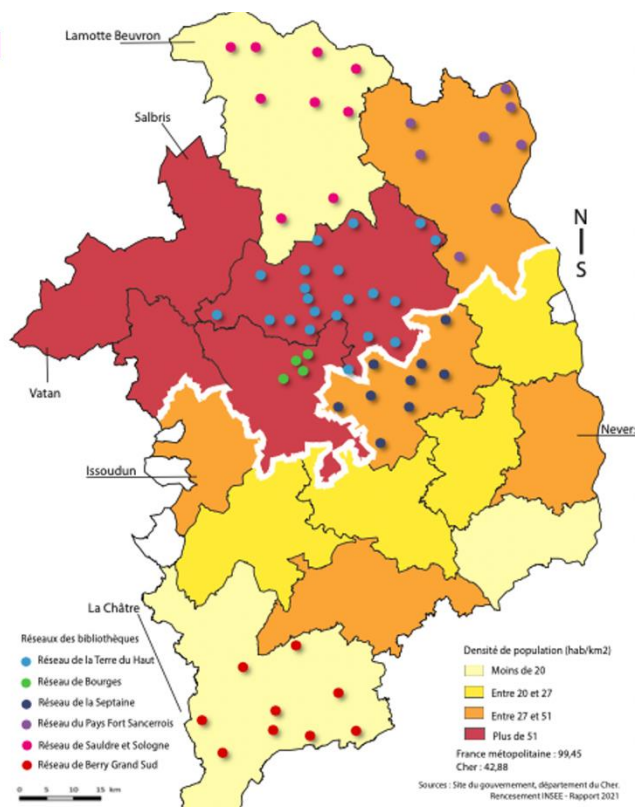 Lamotte Beuvron
Salbris
N
S
Vatan
Nevers
Issoudun
La Châtre
Réseaux des bibliothèques
Réseau de la Terre du Haut
Réseau de Bourges
Réseau de la Septaine
Réseau du Pays Fort Sancerrois
Réseau de Sauldre et Sologne
Réseau de Berry Grand Sud
0 5 10 15 km
Densité de population (hab/km2)
Moins de 20
Entre 20 et 27
Entre 27 et 51
Plus de 51
France métopolitaine : 99,45
Cher : 42,88
Sources : Site du gouvernement, département du Cher.
Rencesement INSEE - Rapport 2021